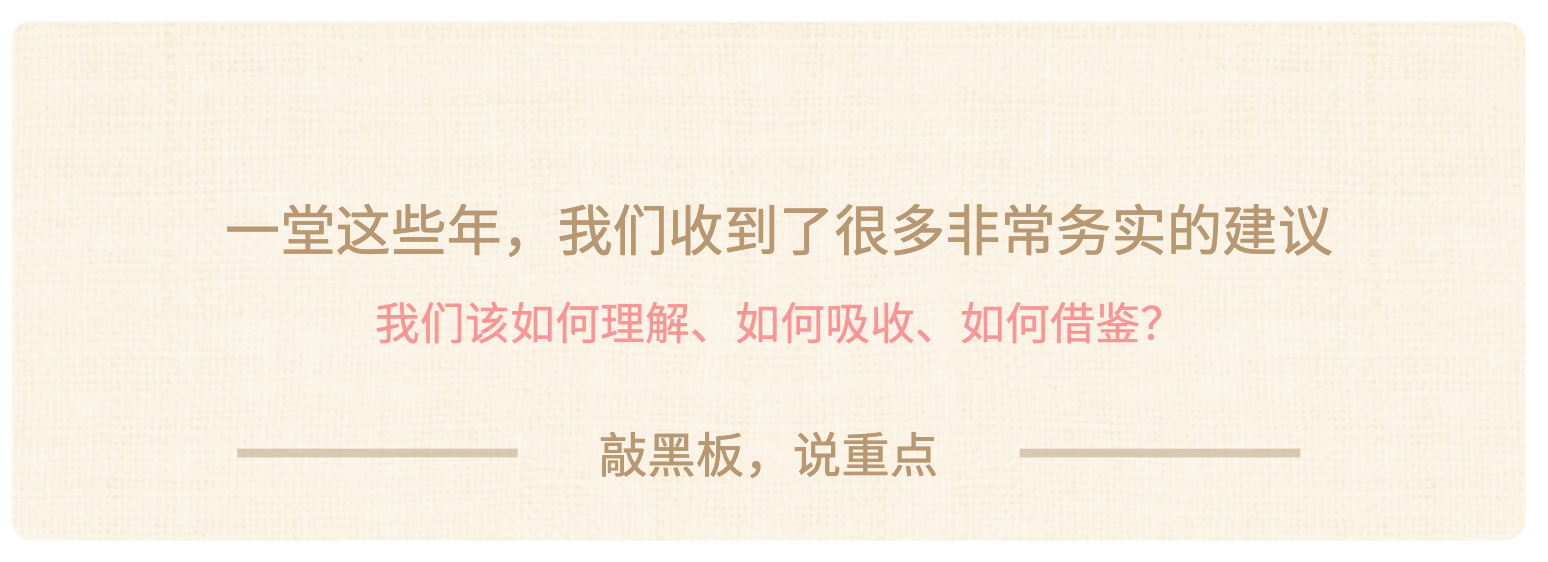 一堂这些年，我们收到了很多非常务实的建议
我们该如何理解、如何吸收、如何借鉴？
敲黑板，说重点